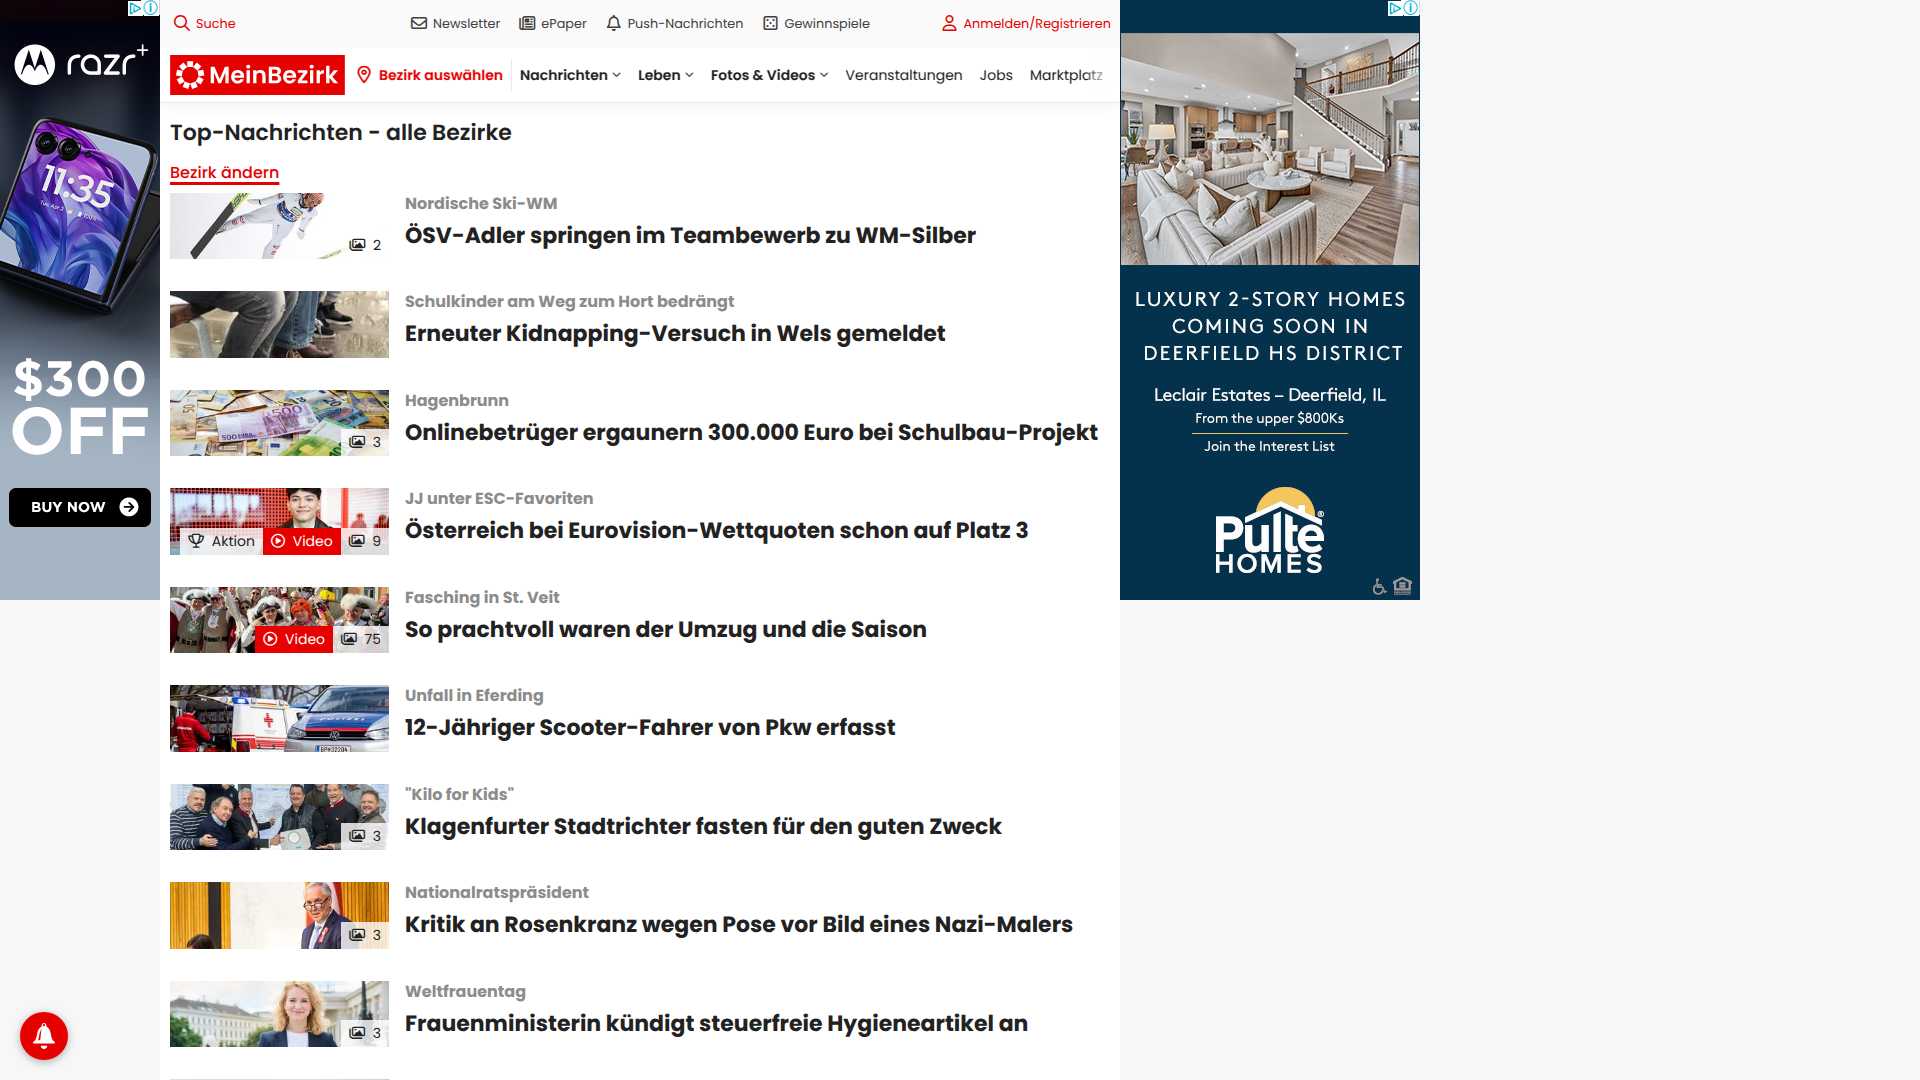 razr+
11:35
$300
OFF
BUY NOW
Suche
Newsletter
ePaper
Push-Nachrichten
Gewinnspiele
Anmelden/Registrieren
MeinBezirk
Bezirk auswählen
Nachrichten
Leben
Fotos & Videos
Veranstaltungen
Jobs
Marktplatz
Top-Nachrichten - alle Bezirke
Bezirk ändern
2
Nordische Ski-WM
ÖSV-Adler springen im Teambewerb zu WM-Silber
Schulkinder am Weg zum Hort bedrängt
Erneuter Kidnapping-Versuch in Wels gemeldet
3
Hagenbrunn
Onlinebetrüger ergaunern 300.000 Euro bei Schulbau-Projekt
Aktion
Video
9
JJ unter ESC-Favoriten
Österreich bei Eurovision-Wettquoten schon auf Platz 3
Video
75
Fasching in St. Veit
So prachtvoll waren der Umzug und die Saison
Unfall in Eferding
12-Jähriger Scooter-Fahrer von Pkw erfasst
3
"Kilo for Kids"
Klagenfurter Stadtrichter fasten für den guten Zweck
3
Nationalratspräsident
Kritik an Rosenkranz wegen Pose vor Bild eines Nazi-Malers
3
Weltfrauentag
Frauenministerin kündigt steuerfreie Hygieneartikel an
LUXURY 2-STORY HOMES
COMING SOON IN
DEERFIELD HS DISTRICT
Leclair Estates – Deerfield, IL
From the upper $800Ks
Join the Interest List
Pulte®
HOMES